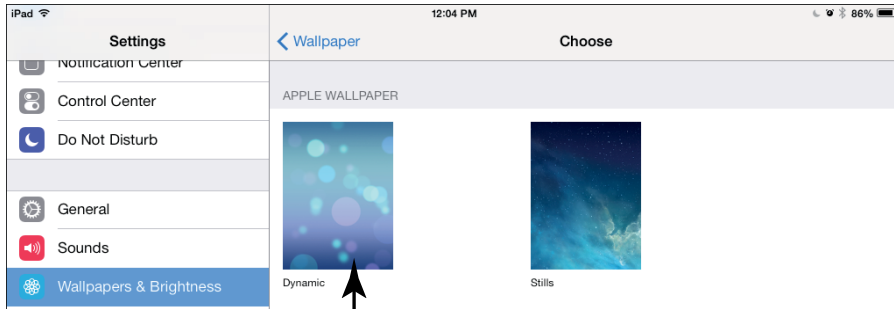 iPad 12:04 PM 86%
Settings
Wallpaper Choose
Notification Center
Control Center
Do Not Disturb
General
Sounds
Wallpapers & Brightness
APPLE WALLPAPER
Dynamic Stills